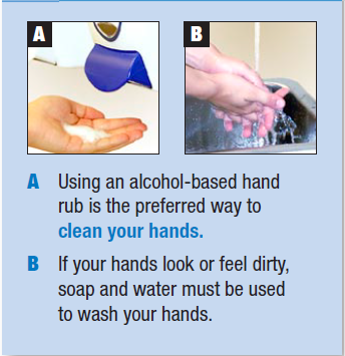 A
B
A Using an alcohol-based hand
rub is the preferred way to
clean your hands.
B If your hands look or feel dirty,
soap and water must be used
to wash your hands.